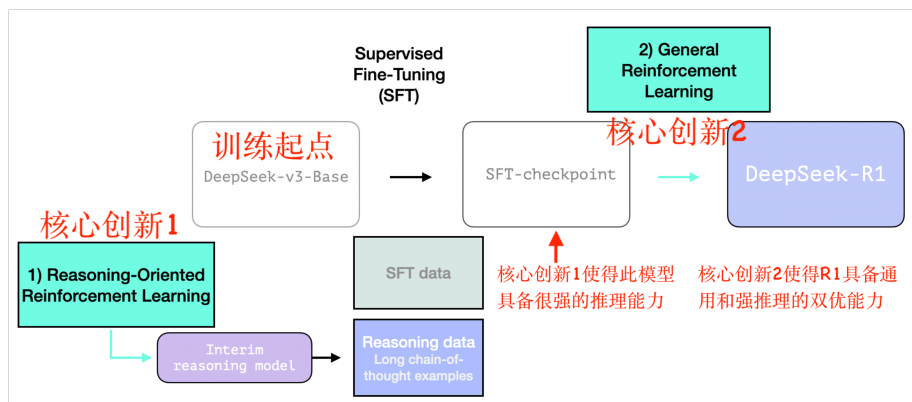 Supervised
Fine-Tuning
(SFT)
2) General
Reinforcement
Learning
核心创新2
训练起点
DeepSeek-v3-Base
SFT-checkpoint
DeepSeek-R1
核心创新1
1) Reasoning-Oriented
Reinforcement Learning
SFT data
核心创新1使得此模型
具备很强的推理能力
核心创新2使得R1具备通
用和强推理的双优能力
Interim
reasoning model
Reasoning data
Long chain-of-
thought examples